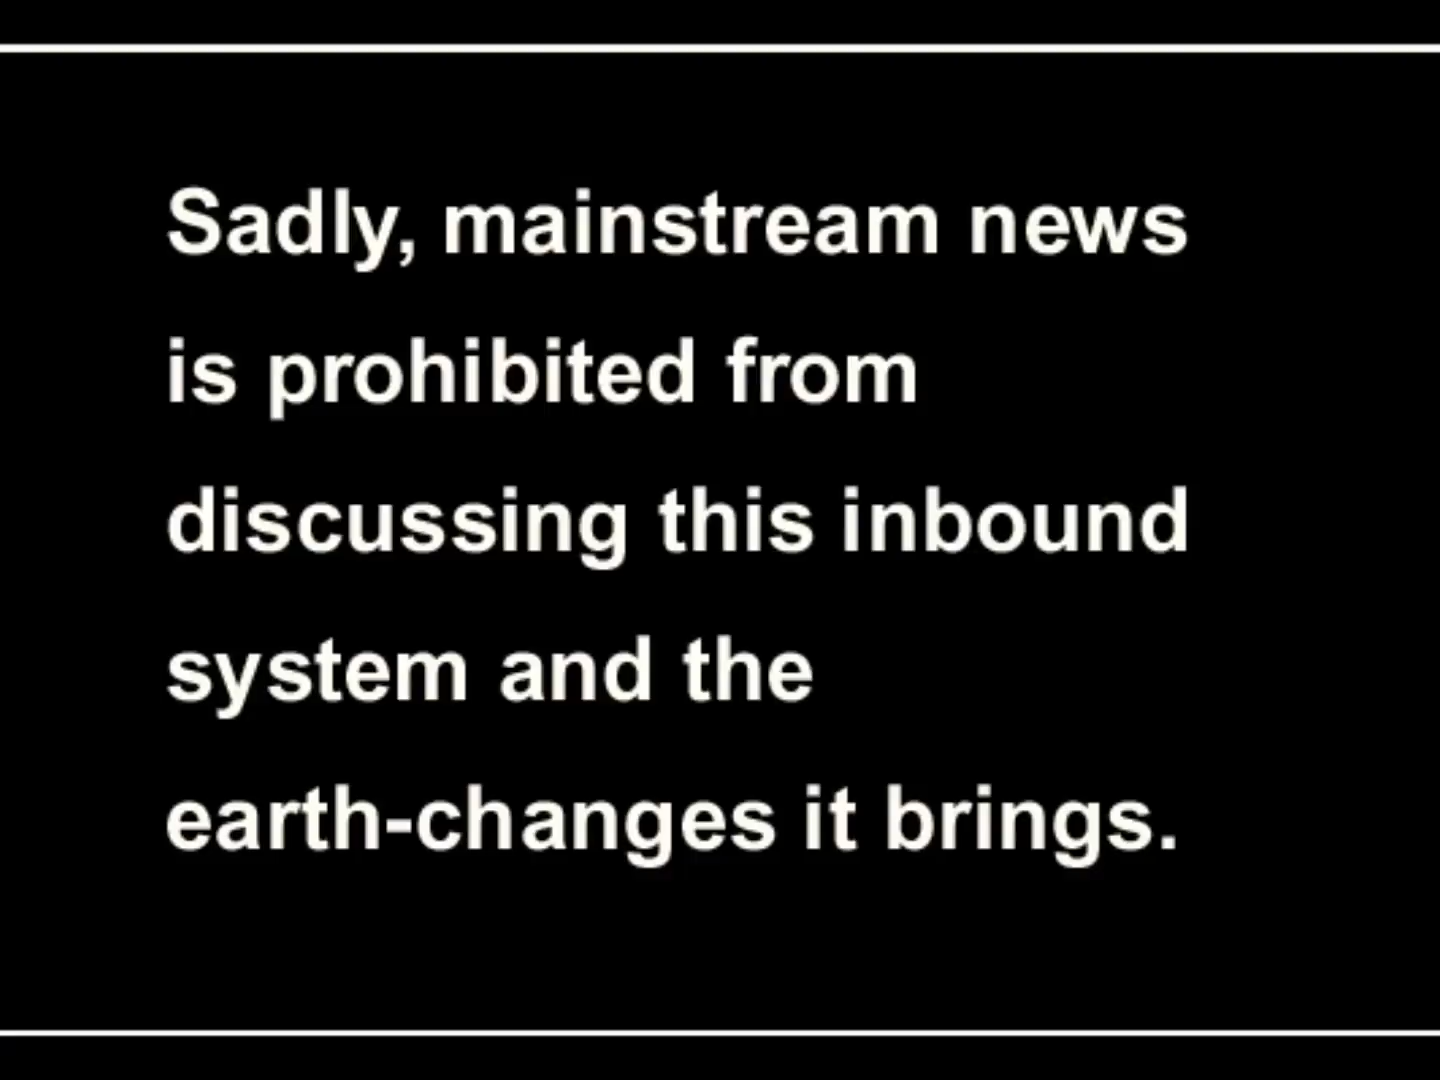 Sadly, mainstream news
is prohibited from
discussing this inbound
system and the
earth-changes it brings.